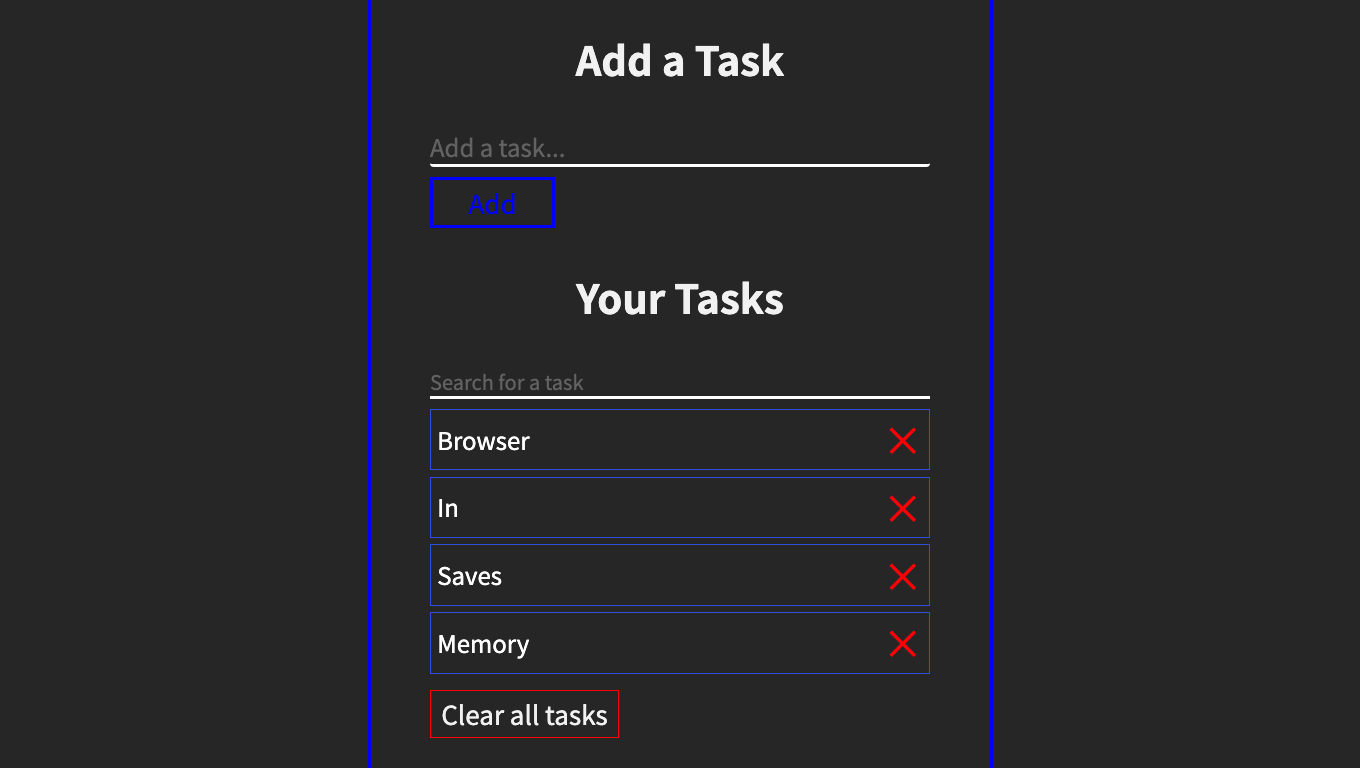 Add a Task
Add a task...
Add
Your Tasks
Search for a task
Browser
In
Saves
Memory
Clear all tasks